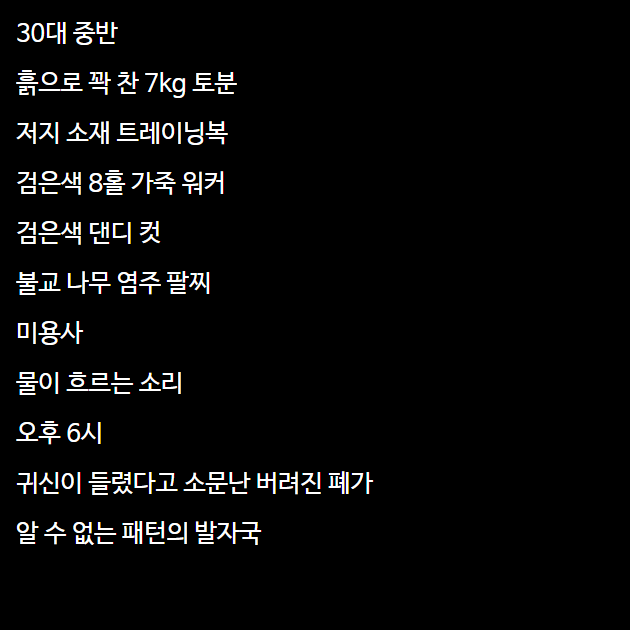 30대 중반
흙으로 꽉 찬 7kg 토분
저지 소재 트레이닝복
검은색 8홀 가죽 워커
검은색 댄디 컷
불교 나무 염주 팔찌
미용사
물이 흐르는 소리
오후 6시
귀신이 들렸다고 소문난 버려진 폐가
알 수 없는 패턴의 발자국